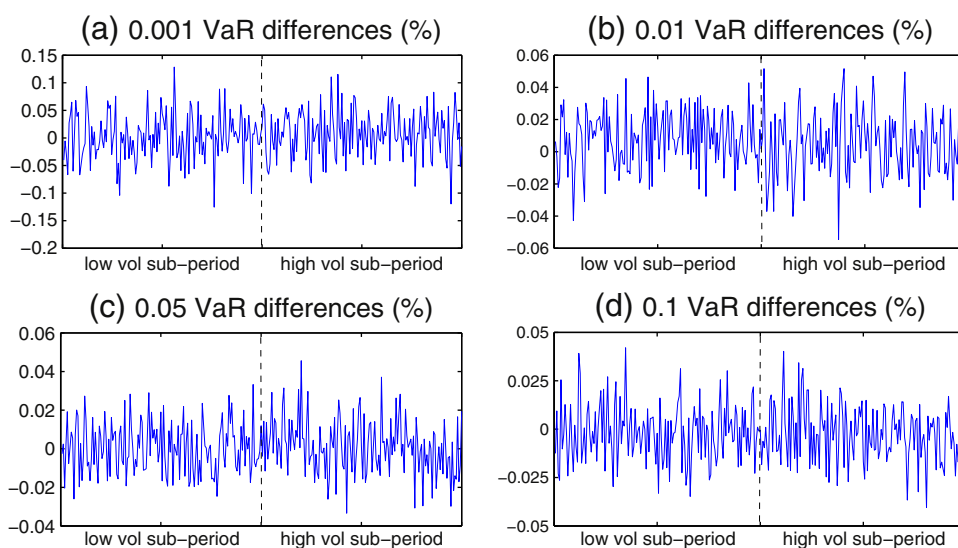 (a) 0.001 VaR differences (%)
0.15
0.1
0.05
0
−0.05
−0.1
−0.15
−0.2
low vol sub−period
high vol sub−period
(b) 0.01 VaR differences (%)
0.06
0.04
0.02
0
−0.02
−0.04
−0.06
low vol sub−period
high vol sub−period
(c) 0.05 VaR differences (%)
0.06
0.04
0.02
0
−0.02
−0.04
low vol sub−period
high vol sub−period
(d) 0.1 VaR differences (%)
0.05
0.025
0
−0.025
−0.05
low vol sub−period
high vol sub−period